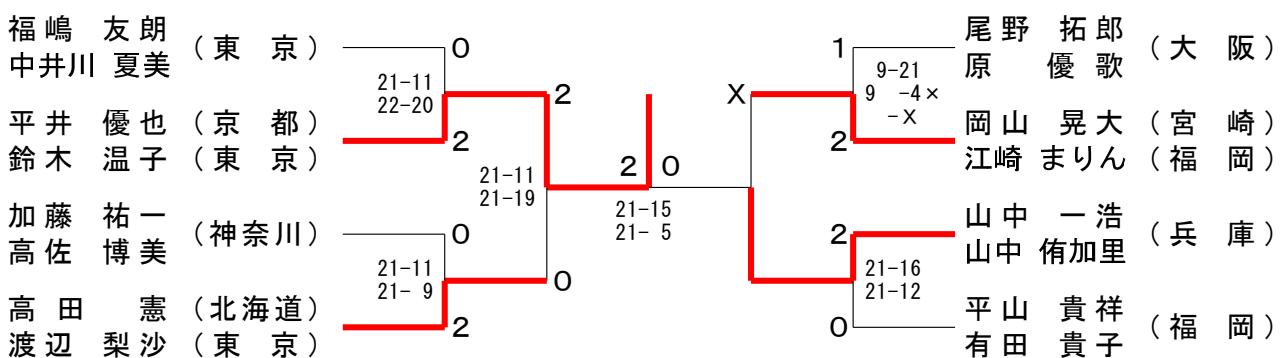 福嶋 友朗
中井川 夏美
(東 京)
0
21-11
22-20
平井 優也 (京 都)
鈴木 温子 (東 京)
2
2
21-11
21-19
加藤 祐一
高佐 博美
(神奈川)
0
21-11
21- 9
0
高田 憲 (北海道)
渡辺 梨沙 (東 京)
2
2 0
21-15
21- 5
1
尾野 拓郎
原 優歌
(大 阪)
9-21
9 -4×
-X
X
2
岡山 晃大 (宮 崎)
江崎 まりん (福 岡)
2
山中 一浩
山中 侑加里
(兵 庫)
21-16
21-12
0
平山 貴祥
有田 貴子
(福 岡)